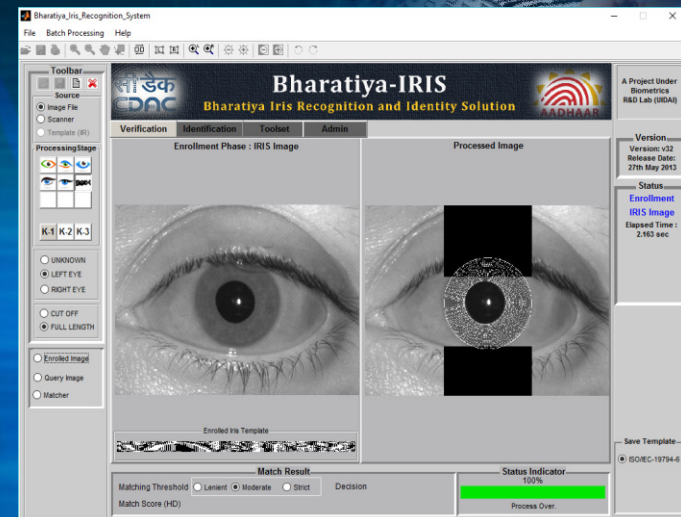 Bharatiya_Iris_Recognition_System
File Batch Processing Help
Toolbar
Source
Image File
Scanner
Template (IR)
ProcessingStage
K-1 K-2 K-3
UNKNOWN
LEFT EYE
RIGHT EYE
CUT OFF
FULL LENGTH
Enrolled Image
Query Image
Matcher
सी डैक
CDAC
Bharatiya-IRIS
Bharatiya Iris Recognition and Identity Solution
AADHAAR
Verification Identification Toolset Admin
Enrollment Phase : IRIS Image
Processed Image
Enrolled Iris Template
Match Result
Matching Threshold Lenient Moderate Strict Decision
Match Score (HD)
Status Indicator
100%
Process Over.
A Project Under
Biometrics
R&D Lab (UIDAI)
Version
Version: v32
Release Date:
27th May 2013
Status
Enrollment
IRIS Image
Elapsed Time :
2.163 sec
Save Template
ISO/IEC-19794-6